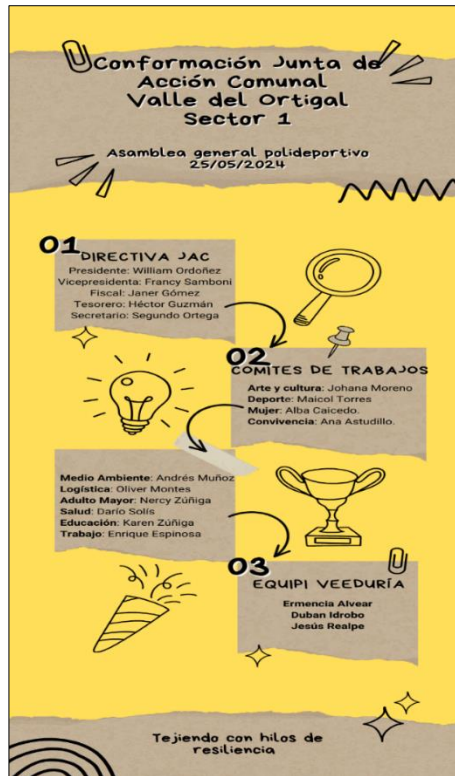 Conformación Junta de
Acción Comunal
Valle del Ortigal
Sector 1
Asamblea general polideportivo
25/05/2024
01
DIRECTIVA JAC
Presidente: William Ordoñez
Vicepresidenta: Francy Samboni
Fiscal: Janer Gómez
Tesorero: Héctor Guzmán
Secretario: Segundo Ortega
02
COMITES DE TRABAJOS
Arte y cultura: Johana Moreno
Deporte: Maicol Torres
Mujer: Alba Caicedo.
Convivencia: Ana Astudillo.
Medio Ambiente: Andrés Muñoz
Logística: Oliver Montes
Adulto Mayor: Nercy Zúñiga
Salud: Darío Solís
Educación: Karen Zúñiga
Trabajo: Enrique Espinosa
03
EQUIPI VEEDURÍA
Ermencia Alvear
Duban Idrobo
Jesús Realpe
Tejiendo con hilos de
resiliencia